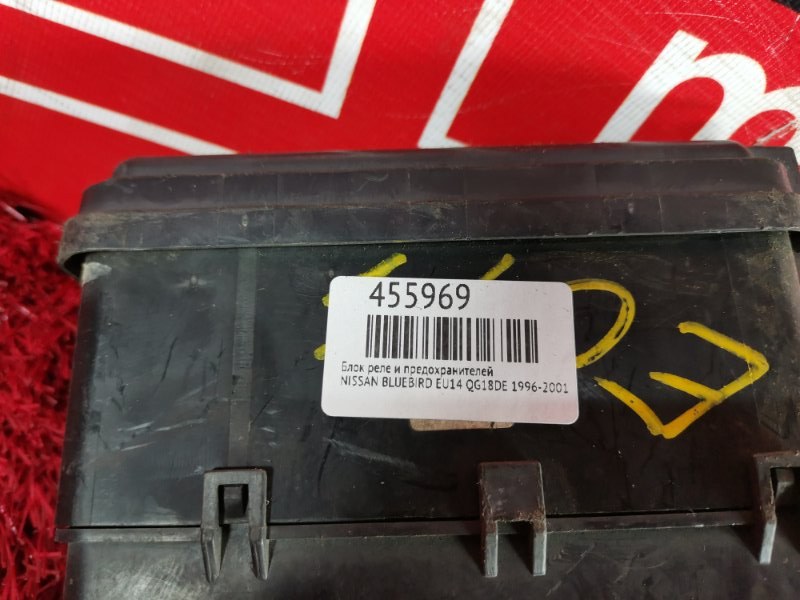 455969
Блок реле и предохранителей
NISSAN BLUEBIRD EU14 QG18DE 1996-2001